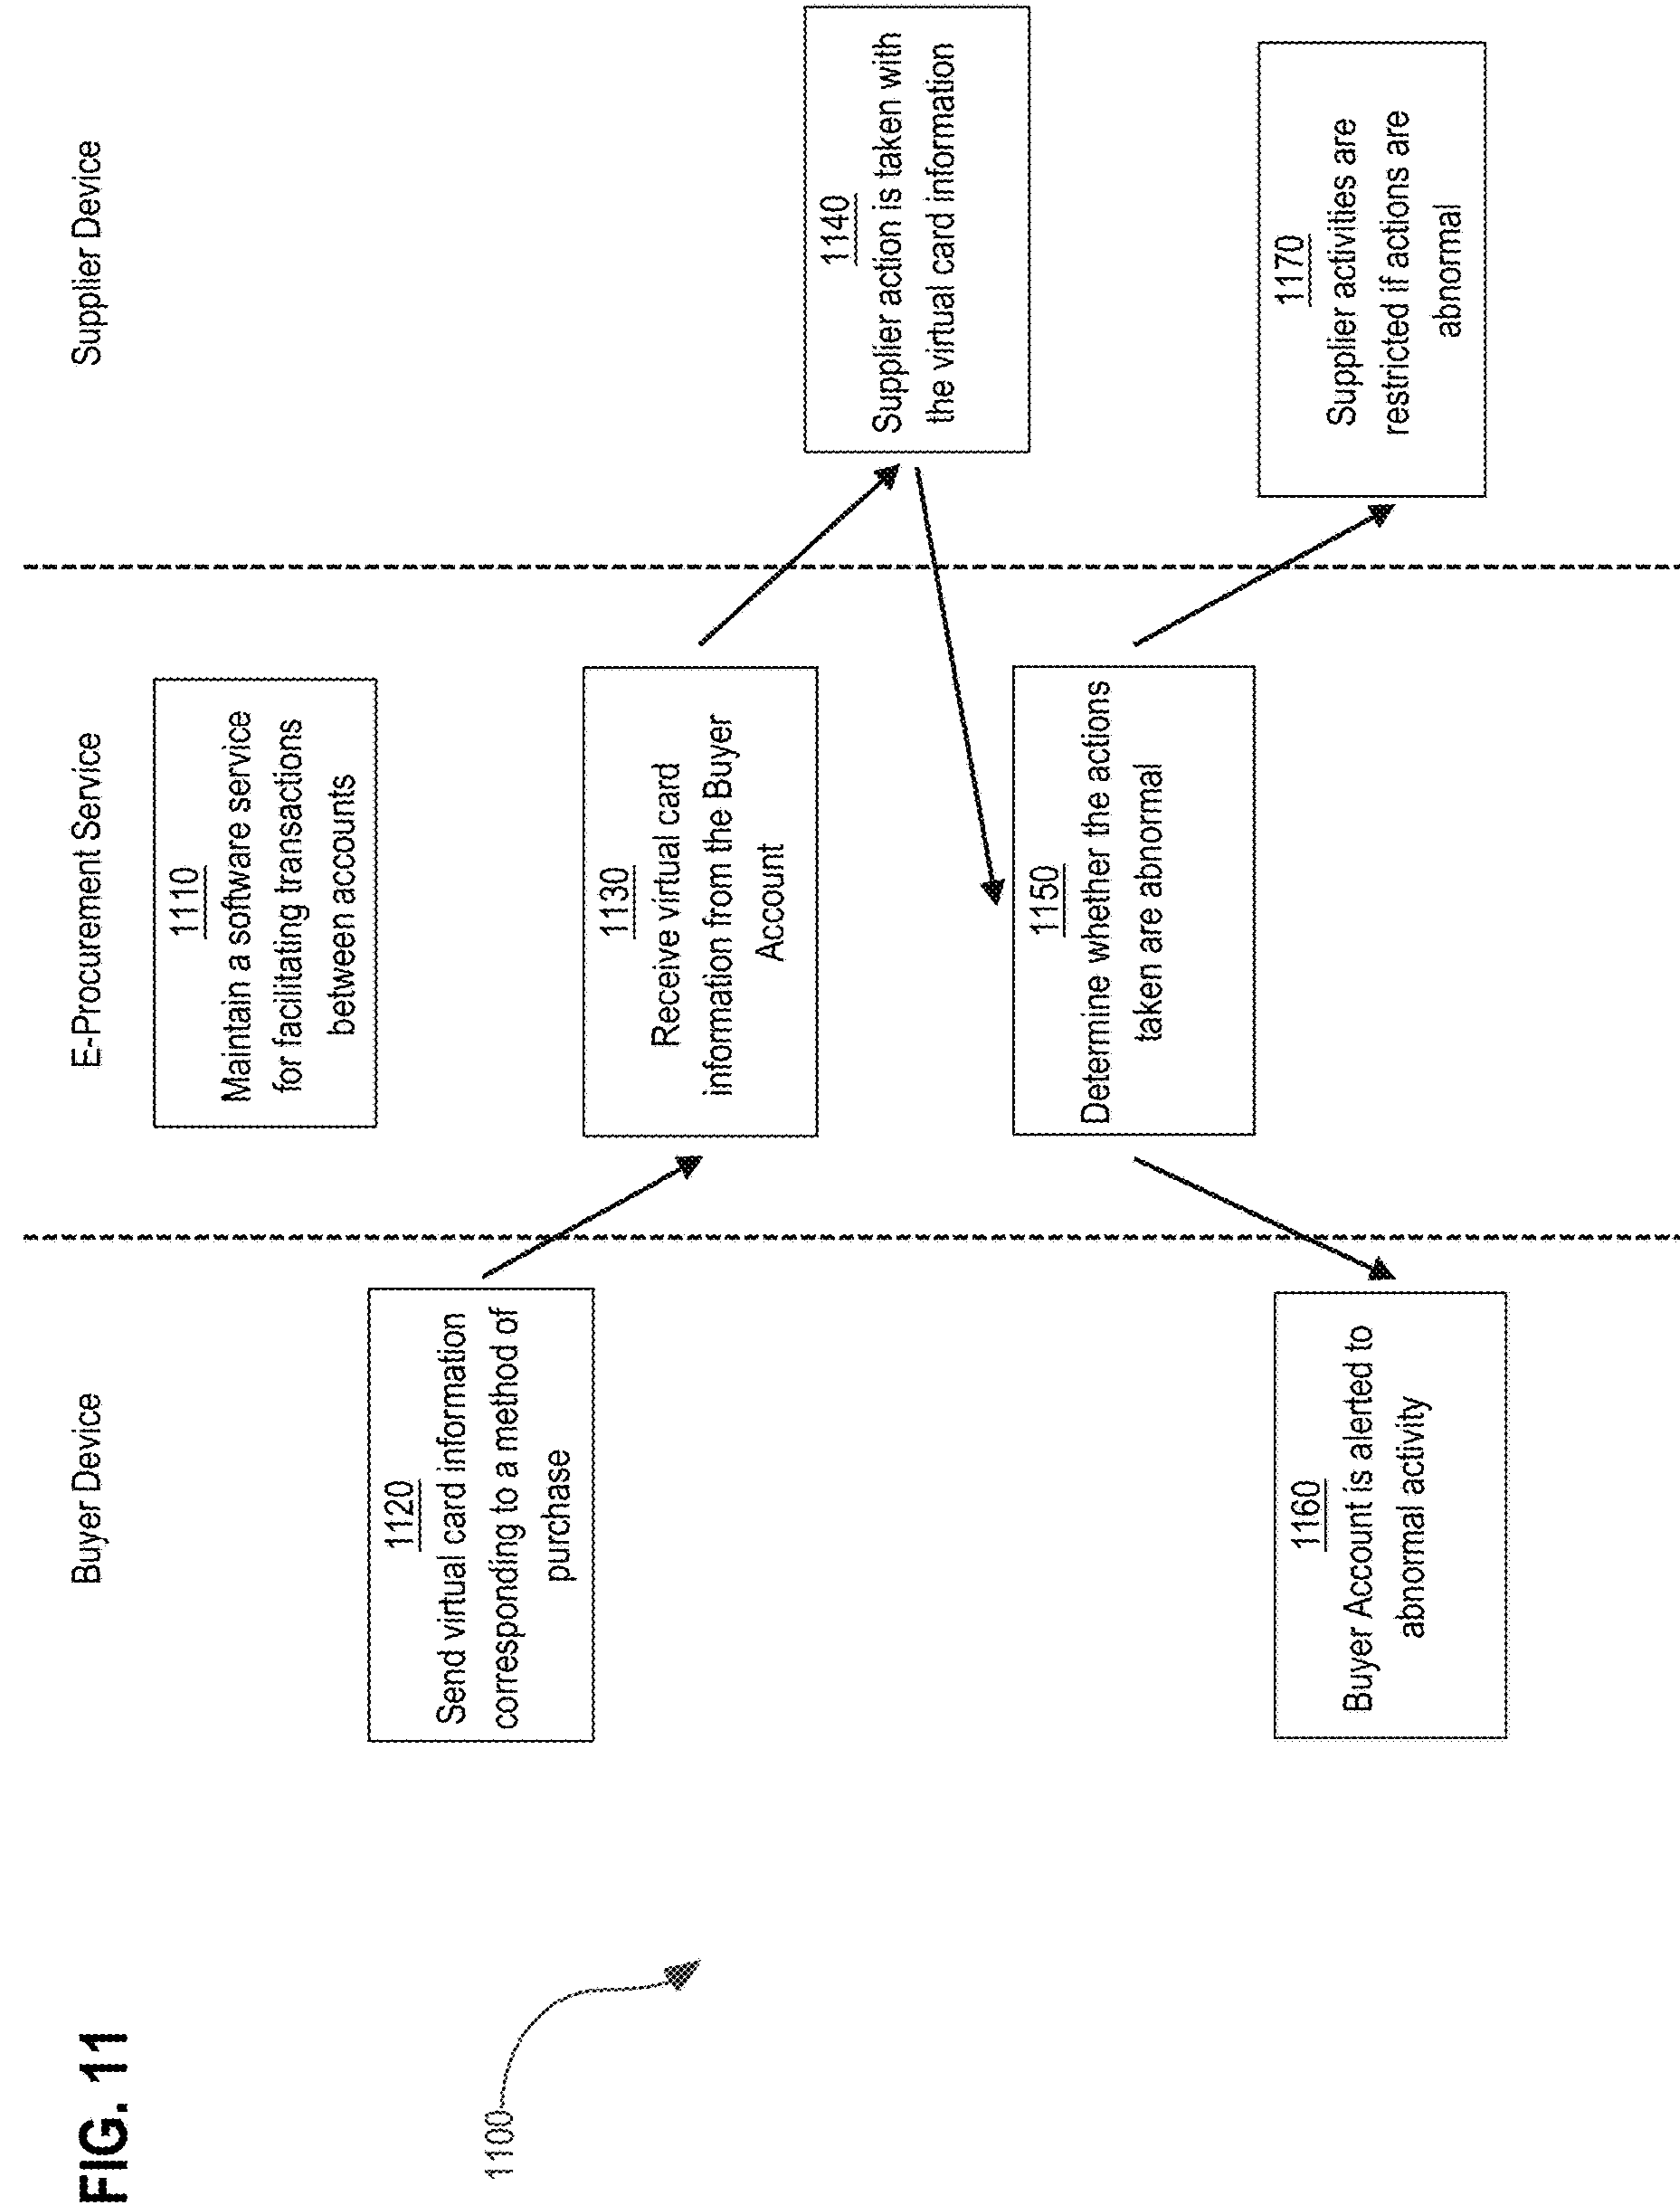 FIG. 11
1100
Buyer Device
E-Procurement Service
Supplier Device
1110
Maintain a software service
for facilitating transactions
between accounts
1120
Send virtual card information
corresponding to a method of
purchase
1130
Receive virtual card
information from the Buyer
Account
1140
Supplier action is taken with
the virtual card information
1150
Determine whether the actions
taken are abnormal
1160
Buyer Account is alerted to
abnormal activity
1170
Supplier activities are
restricted if actions are
abnormal